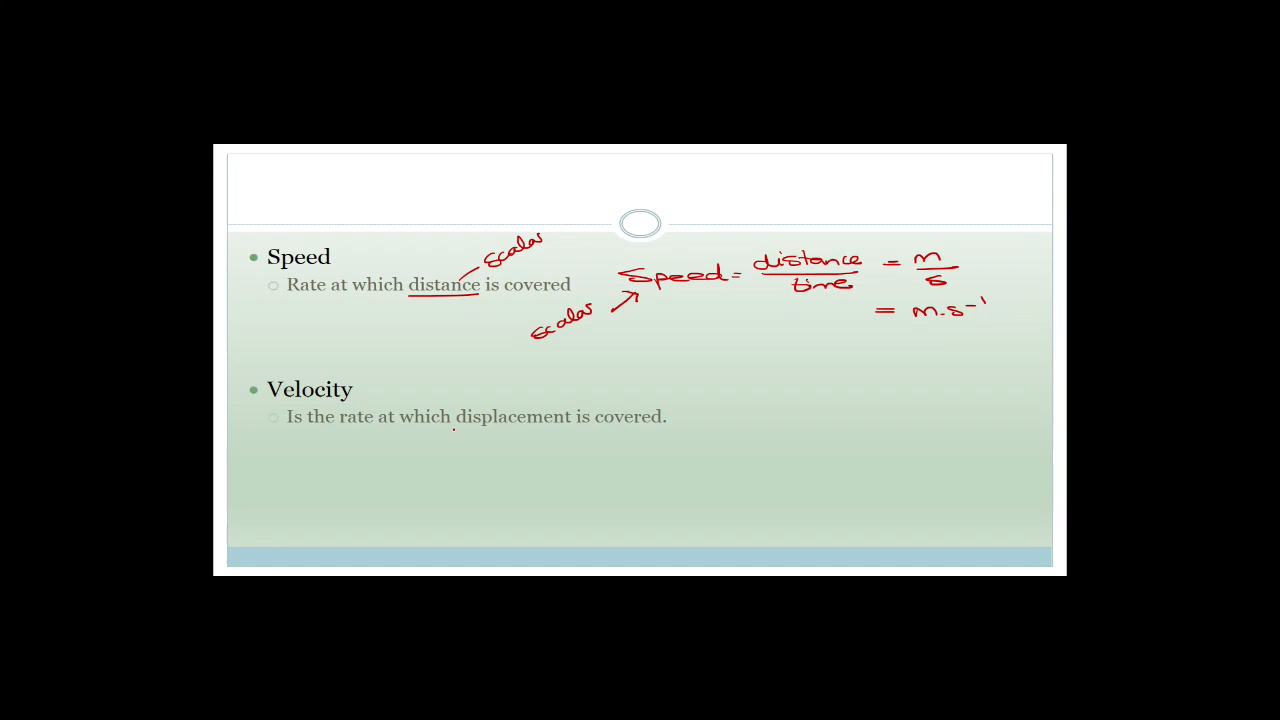 Speed
scalar
Rate at which distance is covered
Speed = distance / time = m / s
scalar
= m.s⁻¹
Velocity
Is the rate at which displacement is covered.